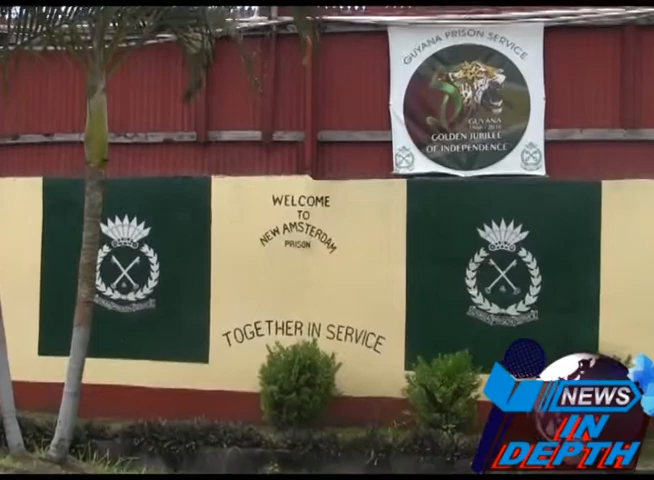 GUYANA PRISON SERVICE
GUYANA
GOLDEN JUBILEE
OF INDEPENDENCE
WELCOME
TO
NEW AMSTERDAM
PRISON
TOGETHER IN SERVICE
NEWS
IN
DEPTH